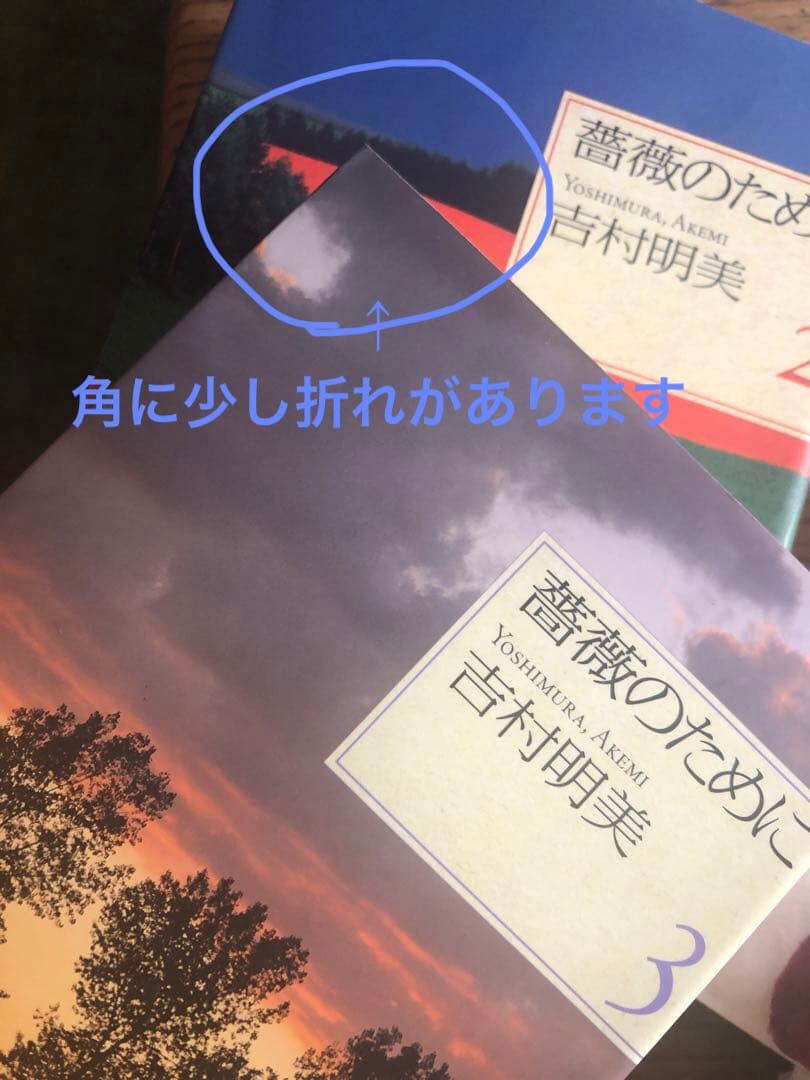 薔薇のため
YOSHIMURA, AKEMI
吉村明美
2
↑
角に少し折れがあります
薔薇のために
YOSHIMURA, AKEMI
吉村明美
3